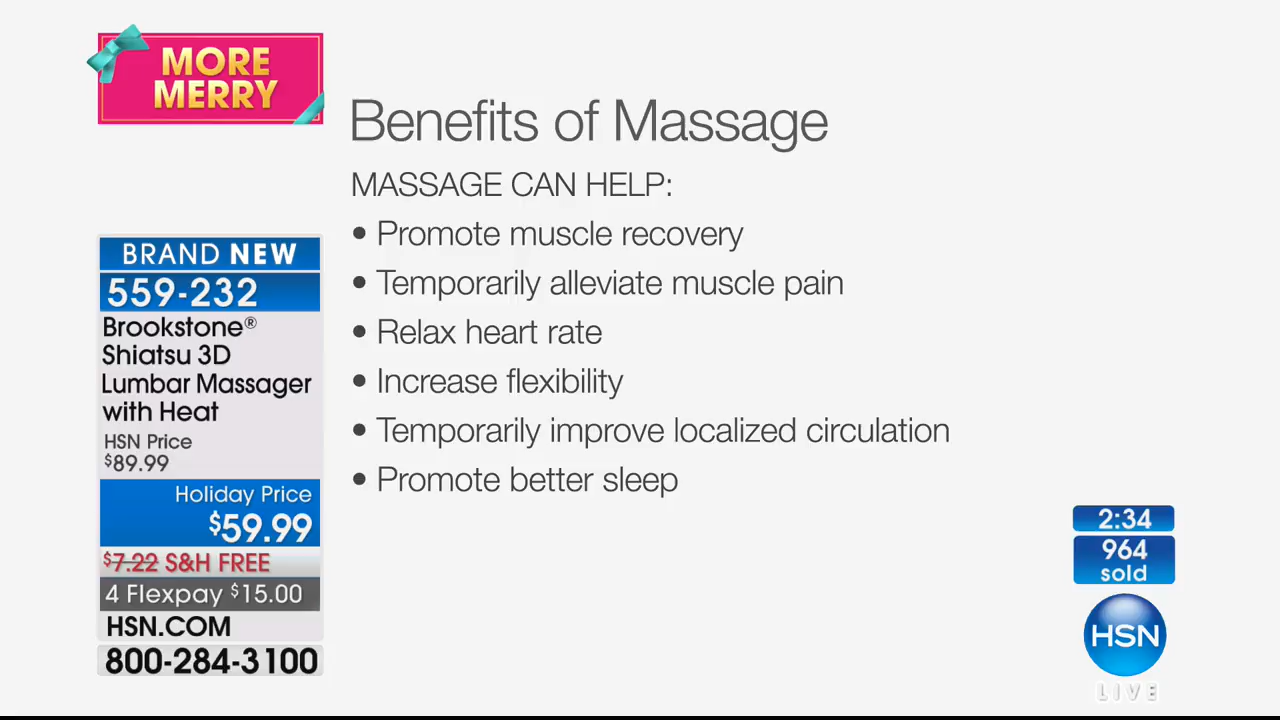 MORE
MERRY
Benefits of Massage
MASSAGE CAN HELP:
• Promote muscle recovery
• Temporarily alleviate muscle pain
• Relax heart rate
• Increase flexibility
• Temporarily improve localized circulation
• Promote better sleep
BRAND NEW
559-232
Brookstone®
Shiatsu 3D
Lumbar Massager
with Heat
HSN Price
$89.99
Holiday Price
$59.99
$7.22 S&H FREE
4 Flexpay $15.00
HSN.COM
800-284-3100
2:34
964
sold
HSN
LIVE